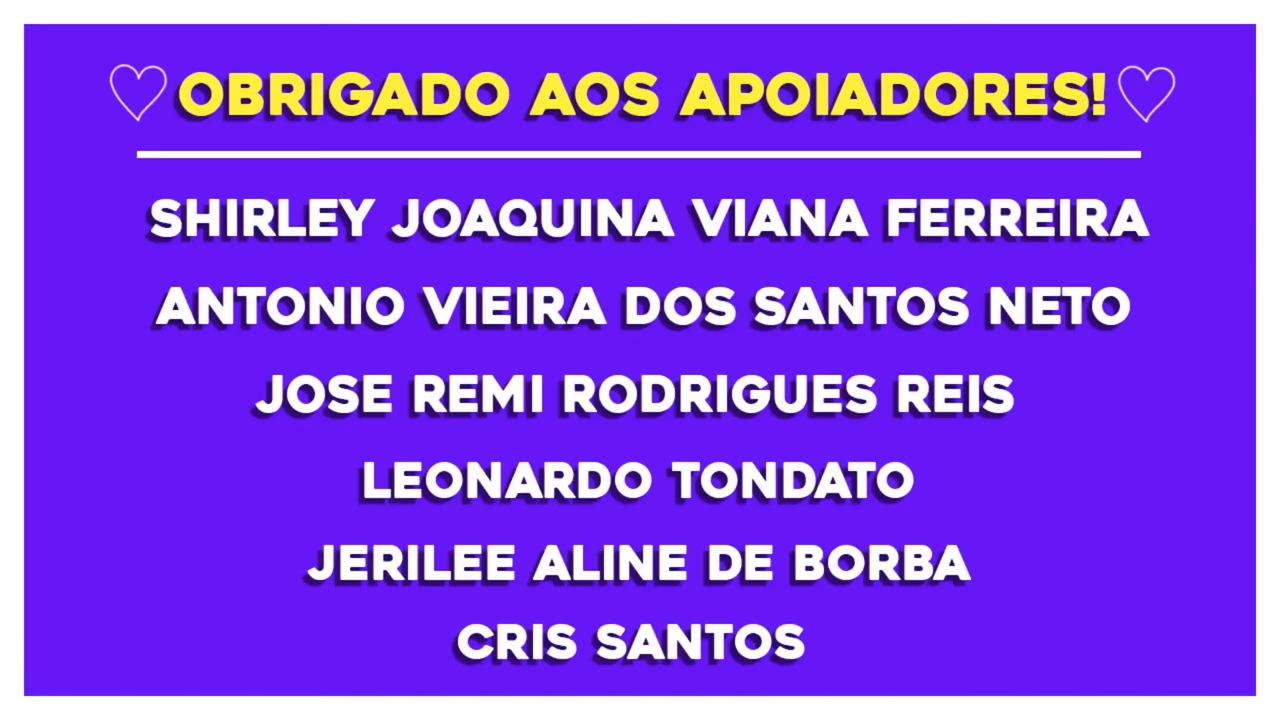 OBRIGADO AOS APOIADORES!
SHIRLEY JOAQUINA VIANA FERREIRA
ANTONIO VIEIRA DOS SANTOS NETO
JOSE REMI RODRIGUES REIS
LEONARDO TONDATO
JERILEE ALINE DE BORBA
CRIS SANTOS